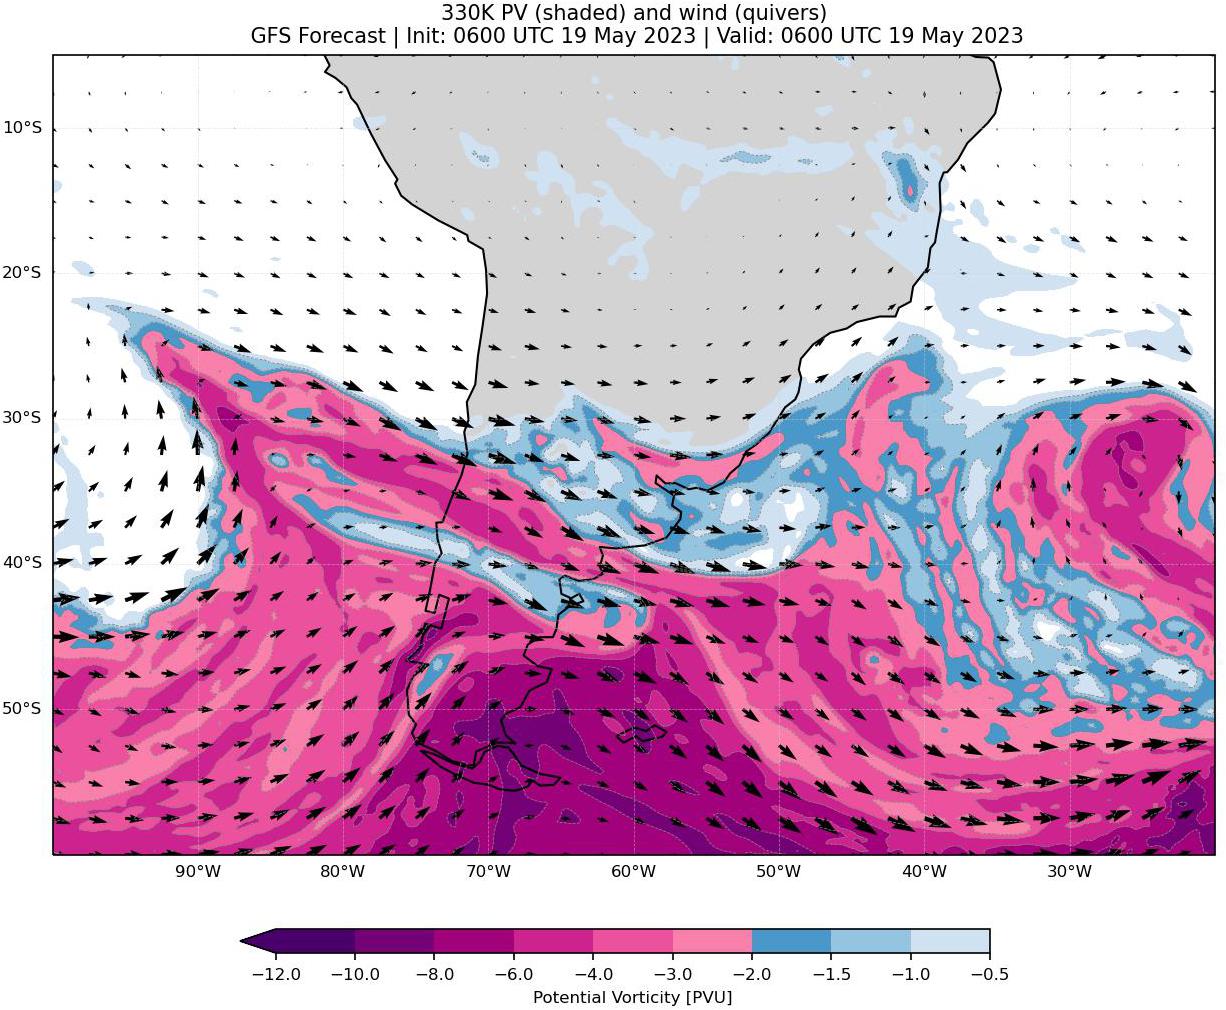 330K PV (shaded) and wind (quivers)
GFS Forecast | Init: 0600 UTC 19 May 2023 | Valid: 0600 UTC 19 May 2023
10°S
20°S
30°S
40°S
50°S
90°W 80°W 70°W 60°W 50°W 40°W 30°W
−12.0 −10.0 −8.0 −6.0 −4.0 −3.0 −2.0 −1.5 −1.0 −0.5
Potential Vorticity [PVU]